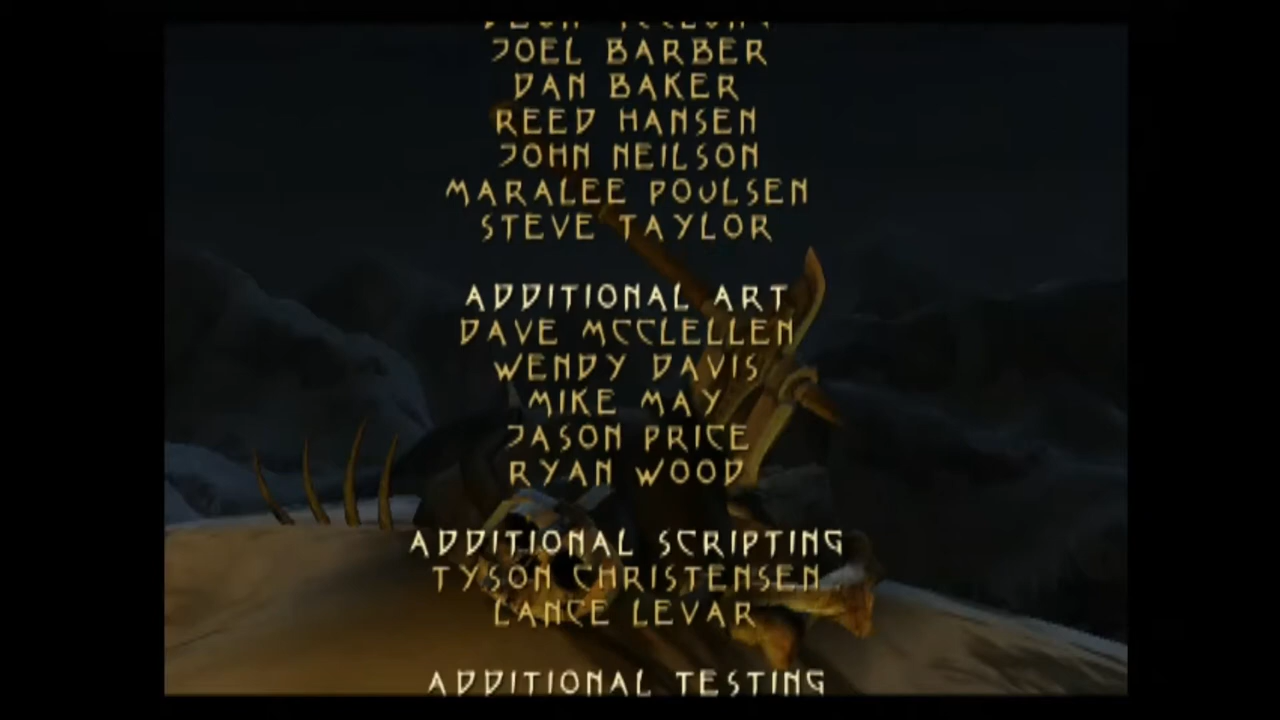 JOEL BARBER
DAN BAKER
REED HANSEN
JOHN NEILSON
MARALEE POULSEN
STEVE TAYLOR
ADDITIONAL ART
DAVE MCCLELLEN
WENDY DAVIS
MIKE MAY
JASON PRICE
RYAN WOOD
ADDITIONAL SCRIPTING
TYSON CHRISTENSEN
LANCE LEVAR
ADDITIONAL TESTING